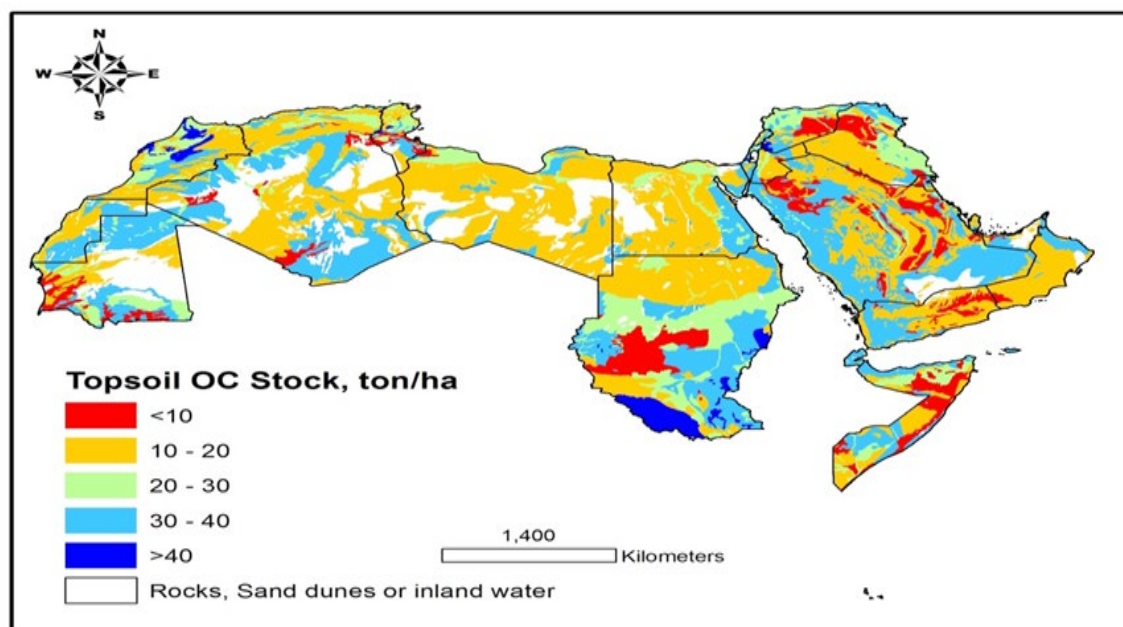 N
W E
S
Topsoil OC Stock, ton/ha
<10
10 - 20
20 - 30
30 - 40
>40
Rocks, Sand dunes or inland water
1,400
Kilometers